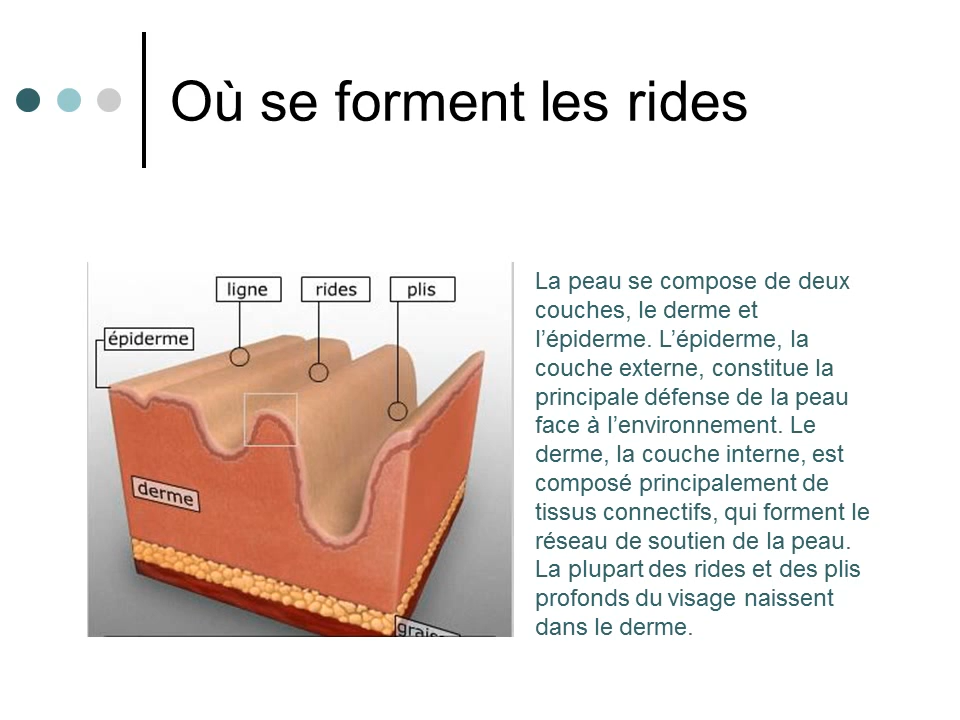 Où se forment les rides
ligne
rides
plis
épiderme
derme
La peau se compose de deux
couches, le derme et
l’épiderme. L’épiderme, la
couche externe, constitue la
principale défense de la peau
face à l’environnement. Le
derme, la couche interne, est
composé principalement de
tissus connectifs, qui forment le
réseau de soutien de la peau.
La plupart des rides et des plis
profonds du visage naissent
dans le derme.